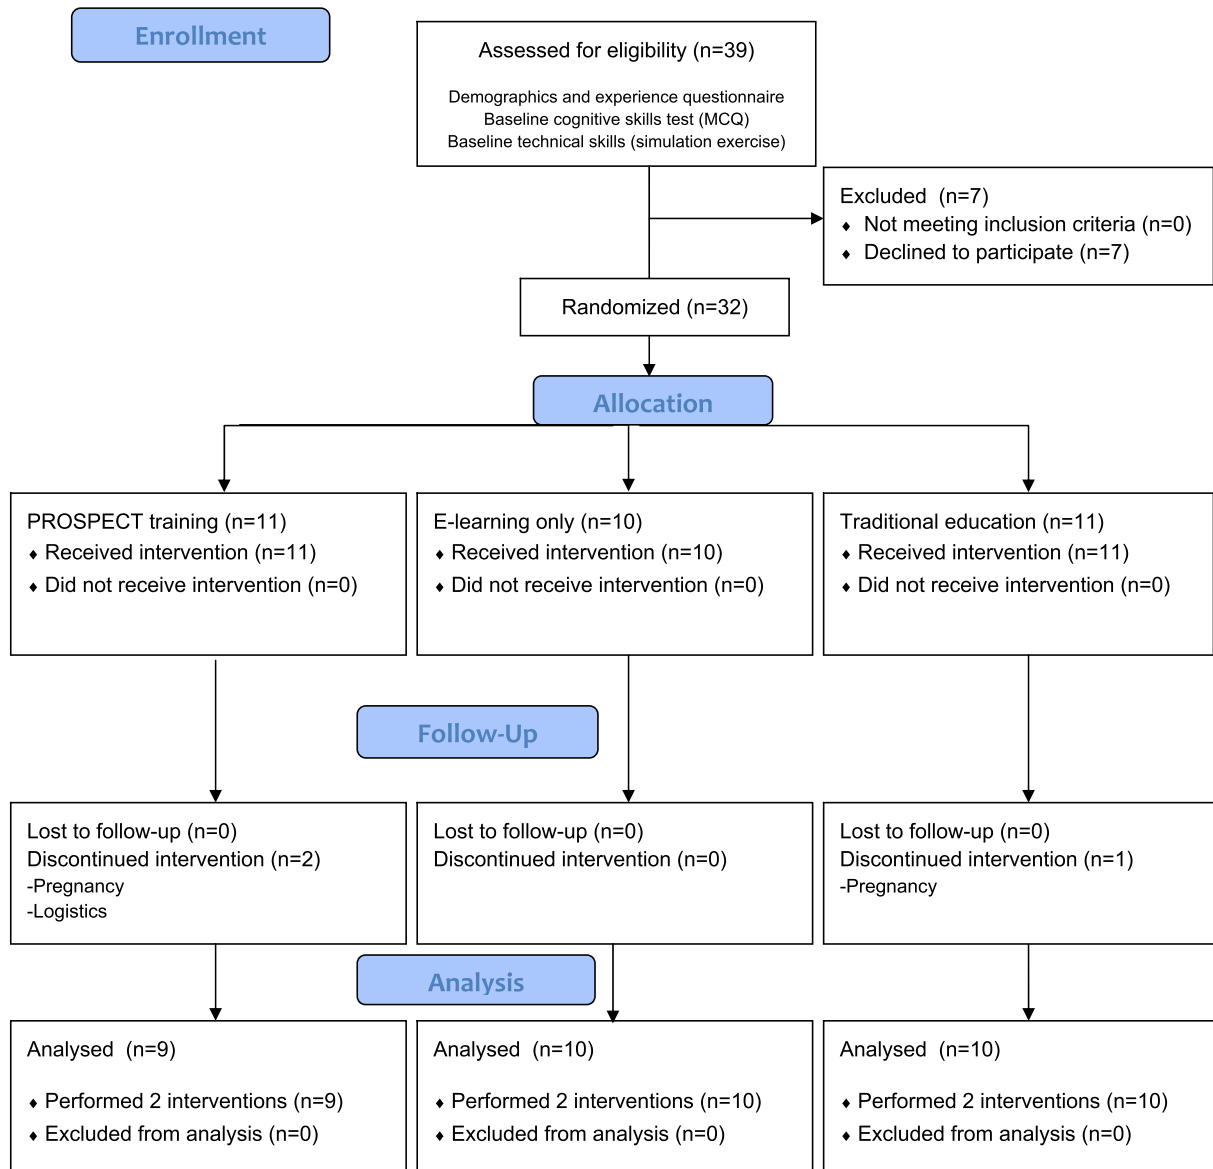 Enrollment
Assessed for eligibility (n=39)
Demographics and experience questionnaire
Baseline cognitive skills test (MCQ)
Baseline technical skills (simulation exercise)
Excluded (n=7)
♦ Not meeting inclusion criteria (n=0)
♦ Declined to participate (n=7)
Randomized (n=32)
Allocation
PROSPECT training (n=11)
♦ Received intervention (n=11)
♦ Did not receive intervention (n=0)
E-learning only (n=10)
♦ Received intervention (n=10)
♦ Did not receive intervention (n=0)
Traditional education (n=11)
♦ Received intervention (n=11)
♦ Did not receive intervention (n=0)
Follow-Up
Lost to follow-up (n=0)
Discontinued intervention (n=2)
-Pregnancy
-Logistics
Lost to follow-up (n=0)
Discontinued intervention (n=0)
Lost to follow-up (n=0)
Discontinued intervention (n=1)
-Pregnancy
Analysis
Analysed (n=9)
♦ Performed 2 interventions (n=9)
♦ Excluded from analysis (n=0)
Analysed (n=10)
♦ Performed 2 interventions (n=10)
♦ Excluded from analysis (n=0)
Analysed (n=10)
♦ Performed 2 interventions (n=10)
♦ Excluded from analysis (n=0)